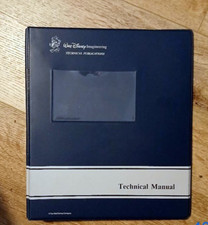 Walt Disney Imagineering
TECHNICAL PUBLICATIONS
Technical Manual